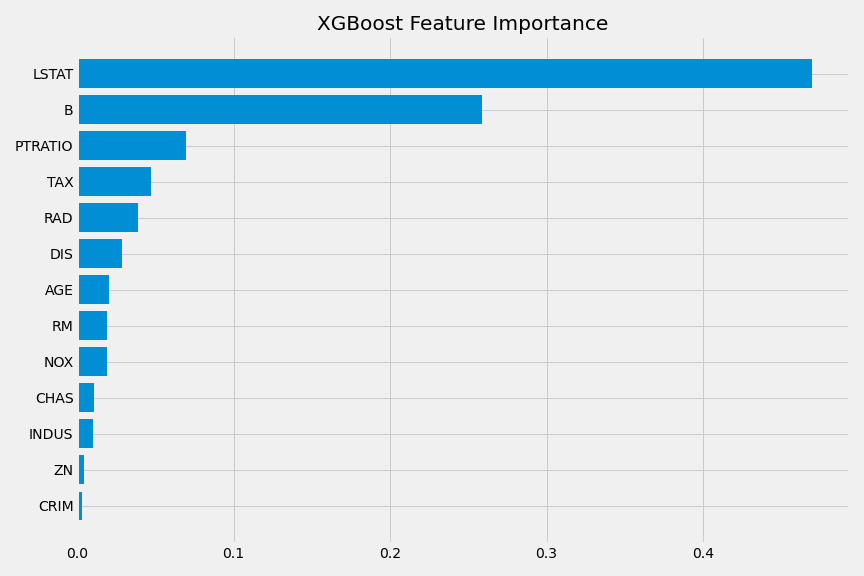 XGBoost Feature Importance
LSTAT
B
PTRATIO
TAX
RAD
DIS
AGE
RM
NOX
CHAS
INDUS
ZN
CRIM
0.0 0.1 0.2 0.3 0.4